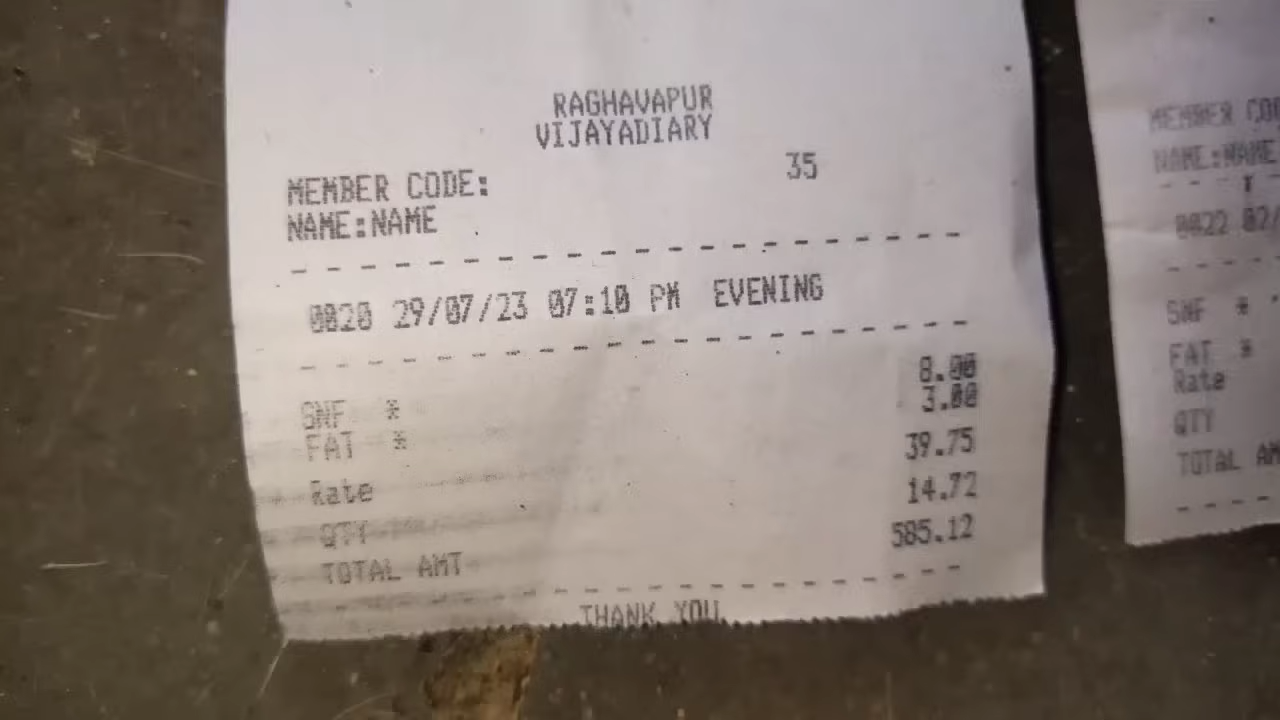 RAGHAVAPUR
VIJAYADIARY
MEMBER CODE: 35
NAME:NAME
0020 29/07/23 07:10 PM EVENING
SNF * 8.00
FAT * 3.00
Rate 39.75
QTY 14.72
TOTAL AMT 585.12
THANK YOU
MEMBER
NAME:NAME
0022 02/
SNF *
FAT *
Rate
QTY
TOTAL